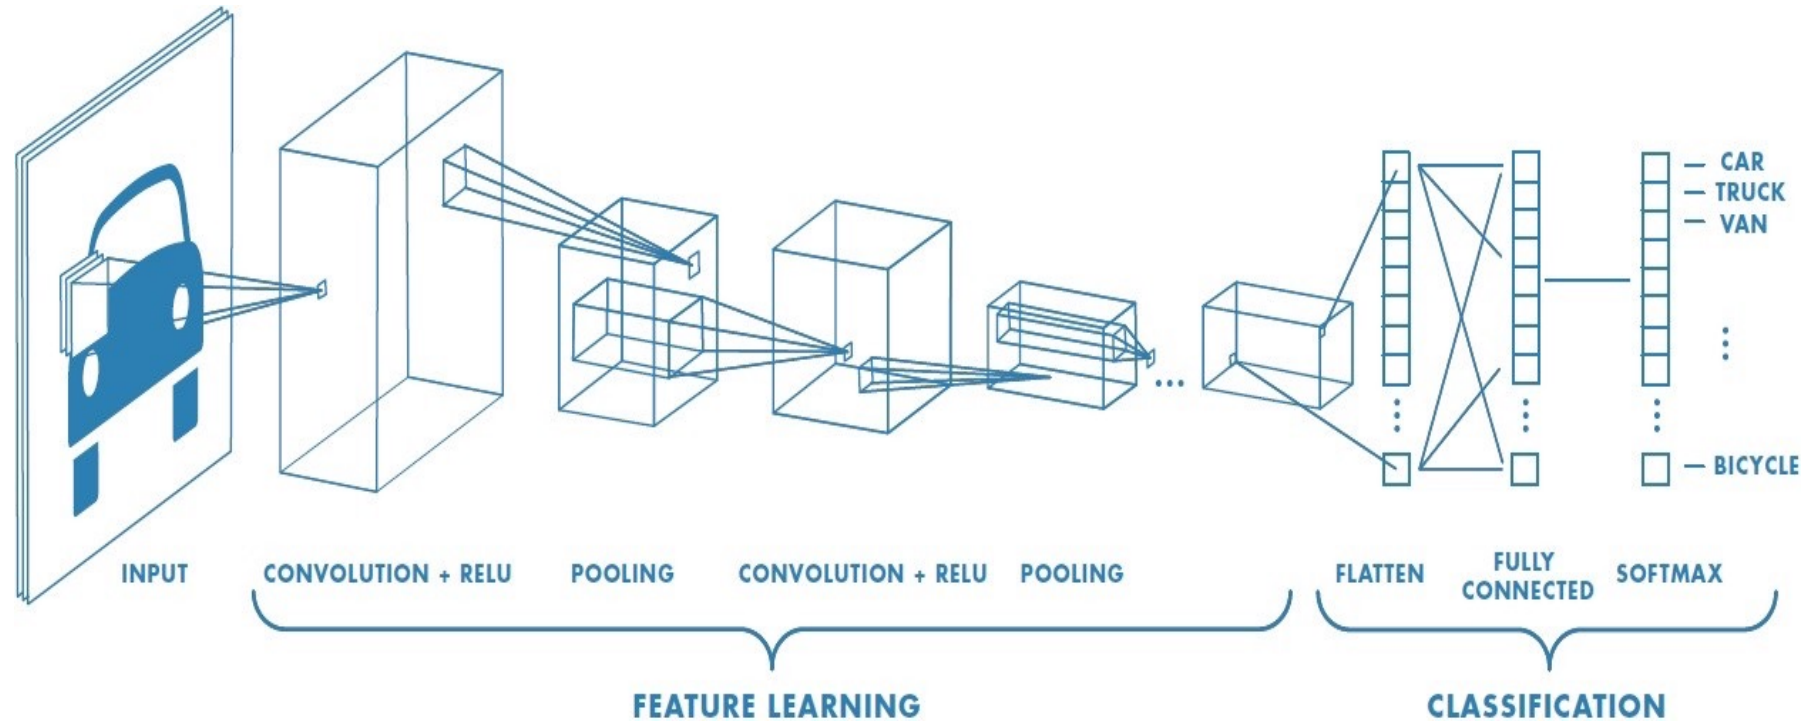 CAR
TRUCK
VAN
BICYCLE
INPUT
CONVOLUTION + RELU
POOLING
CONVOLUTION + RELU
POOLING
FLATTEN
FULLY
CONNECTED
SOFTMAX
FEATURE LEARNING
CLASSIFICATION